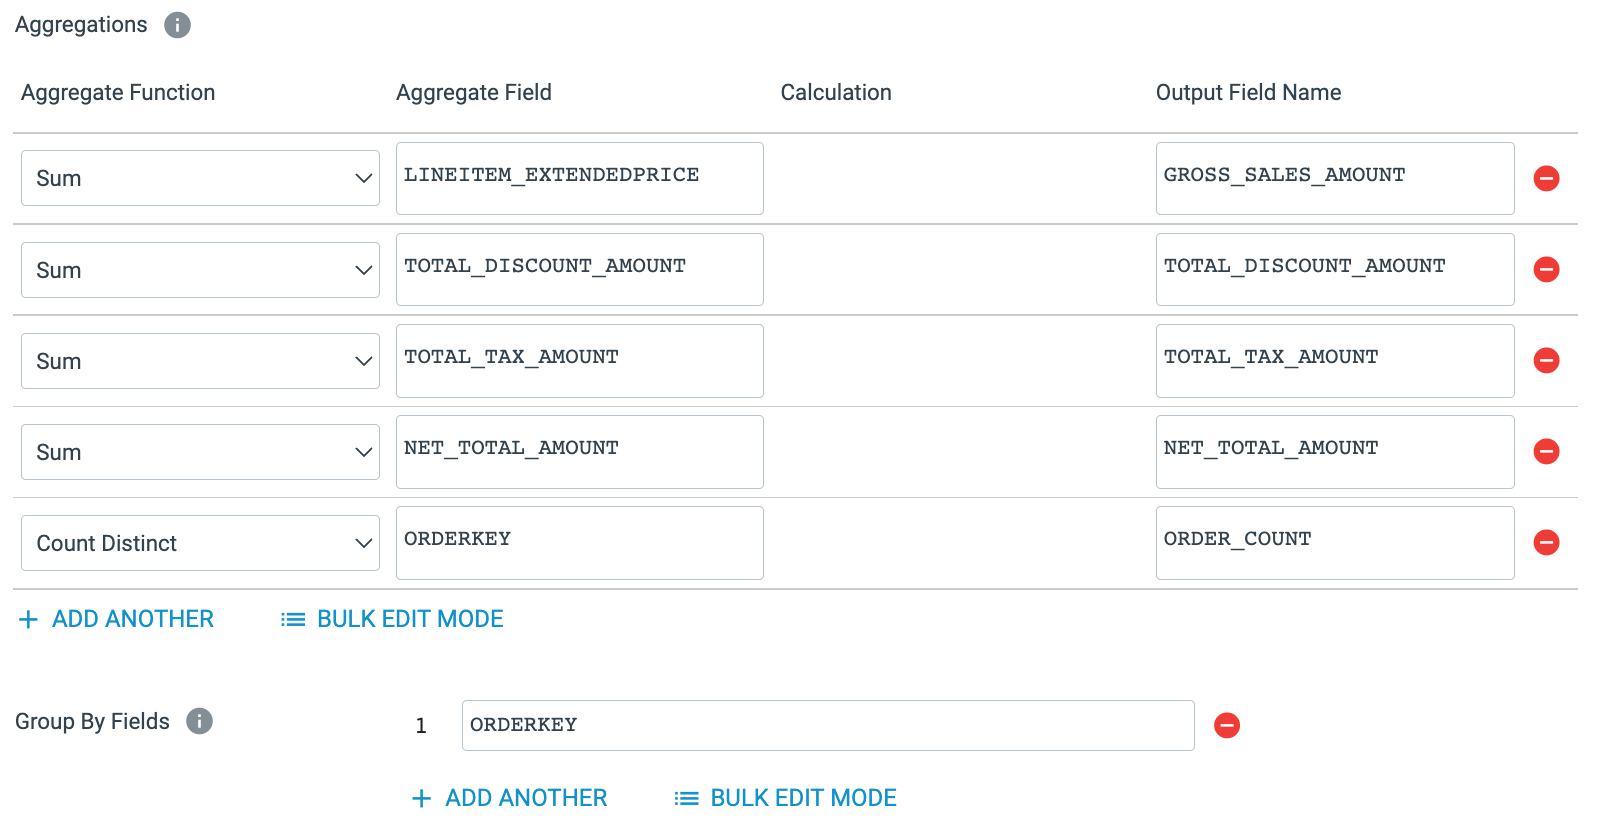 Aggregations
Aggregate Function Aggregate Field Calculation Output Field Name
Sum LINEITEM_EXTENDEDPRICE GROSS_SALES_AMOUNT
Sum TOTAL_DISCOUNT_AMOUNT TOTAL_DISCOUNT_AMOUNT
Sum TOTAL_TAX_AMOUNT TOTAL_TAX_AMOUNT
Sum NET_TOTAL_AMOUNT NET_TOTAL_AMOUNT
Count Distinct ORDERKEY ORDER_COUNT
ADD ANOTHER BULK EDIT MODE
Group By Fields 1 ORDERKEY
ADD ANOTHER BULK EDIT MODE